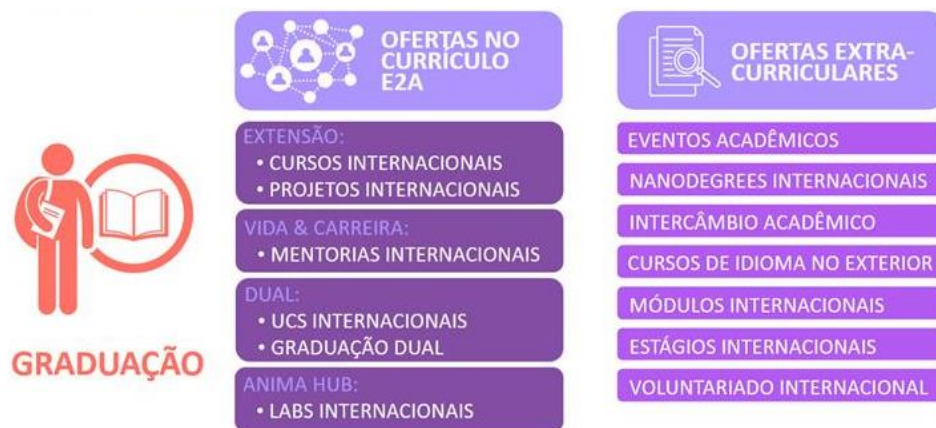 OFERTAS NO
CURRÍCULO
E2A
EXTENSÃO:
• CURSOS INTERNACIONAIS
• PROJETOS INTERNACIONAIS
VIDA & CARREIRA:
• MENTORIAS INTERNACIONAIS
DUAL:
• UCS INTERNACIONAIS
• GRADUAÇÃO DUAL
ANIMA HUB:
• LABS INTERNACIONAIS
OFERTAS EXTRA-
CURRICULARES
EVENTOS ACADÊMICOS
NANODEGREES INTERNACIONAIS
INTERCÂMBIO ACADÊMICO
CURSOS DE IDIOMA NO EXTERIOR
MÓDULOS INTERNACIONAIS
ESTÁGIOS INTERNACIONAIS
VOLUNTARIADO INTERNACIONAL
GRADUAÇÃO